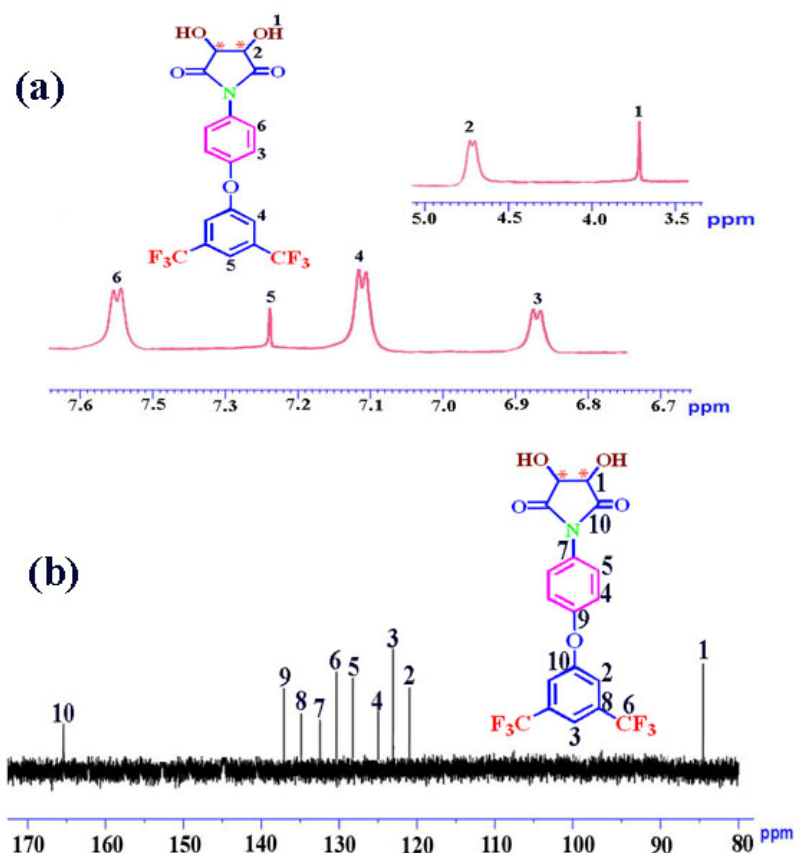 1
HO * * OH
2
O O
(a)
N
6
3
O
4
F3C 5 CF3
2 1
5.0 4.5 4.0 3.5 ppm
6 5 4 3
7.6 7.5 7.3 7.2 7.1 7.0 6.9 6.8 6.7 ppm
HO * * OH
1
O O
10
N
(b)
7
5
4
9
O
10 2
8 6
F3C 3 CF3
10 9 8 7 6 5 4 3 2 1
170 160 150 140 130 120 110 100 90 80 ppm